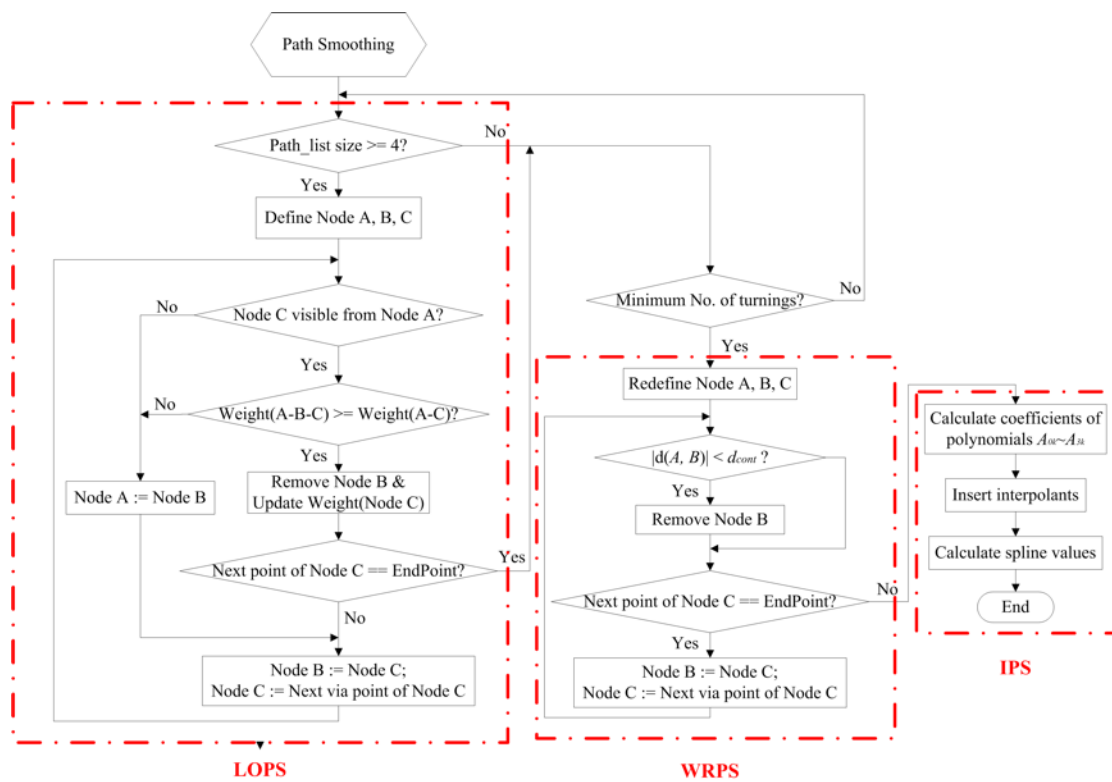 Path Smoothing
Path_list size >= 4?
No
Yes
Define Node A, B, C
Node C visible from Node A?
No
Yes
Weight(A-B-C) >= Weight(A-C)?
No
Yes
Node A := Node B
Remove Node B &
Update Weight(Node C)
Next point of Node C == EndPoint?
Yes
No
Node B := Node C;
Node C := Next via point of Node C
LOPS
Minimum No. of turnings?
No
Yes
Redefine Node A, B, C
|d(A, B)| < dcont ?
Yes
Remove Node B
Next point of Node C == EndPoint?
No
Yes
Node B := Node C;
Node C := Next via point of Node C
WRPS
Calculate coefficients of
polynomials A0k~A3k
Insert interpolants
Calculate spline values
End
IPS